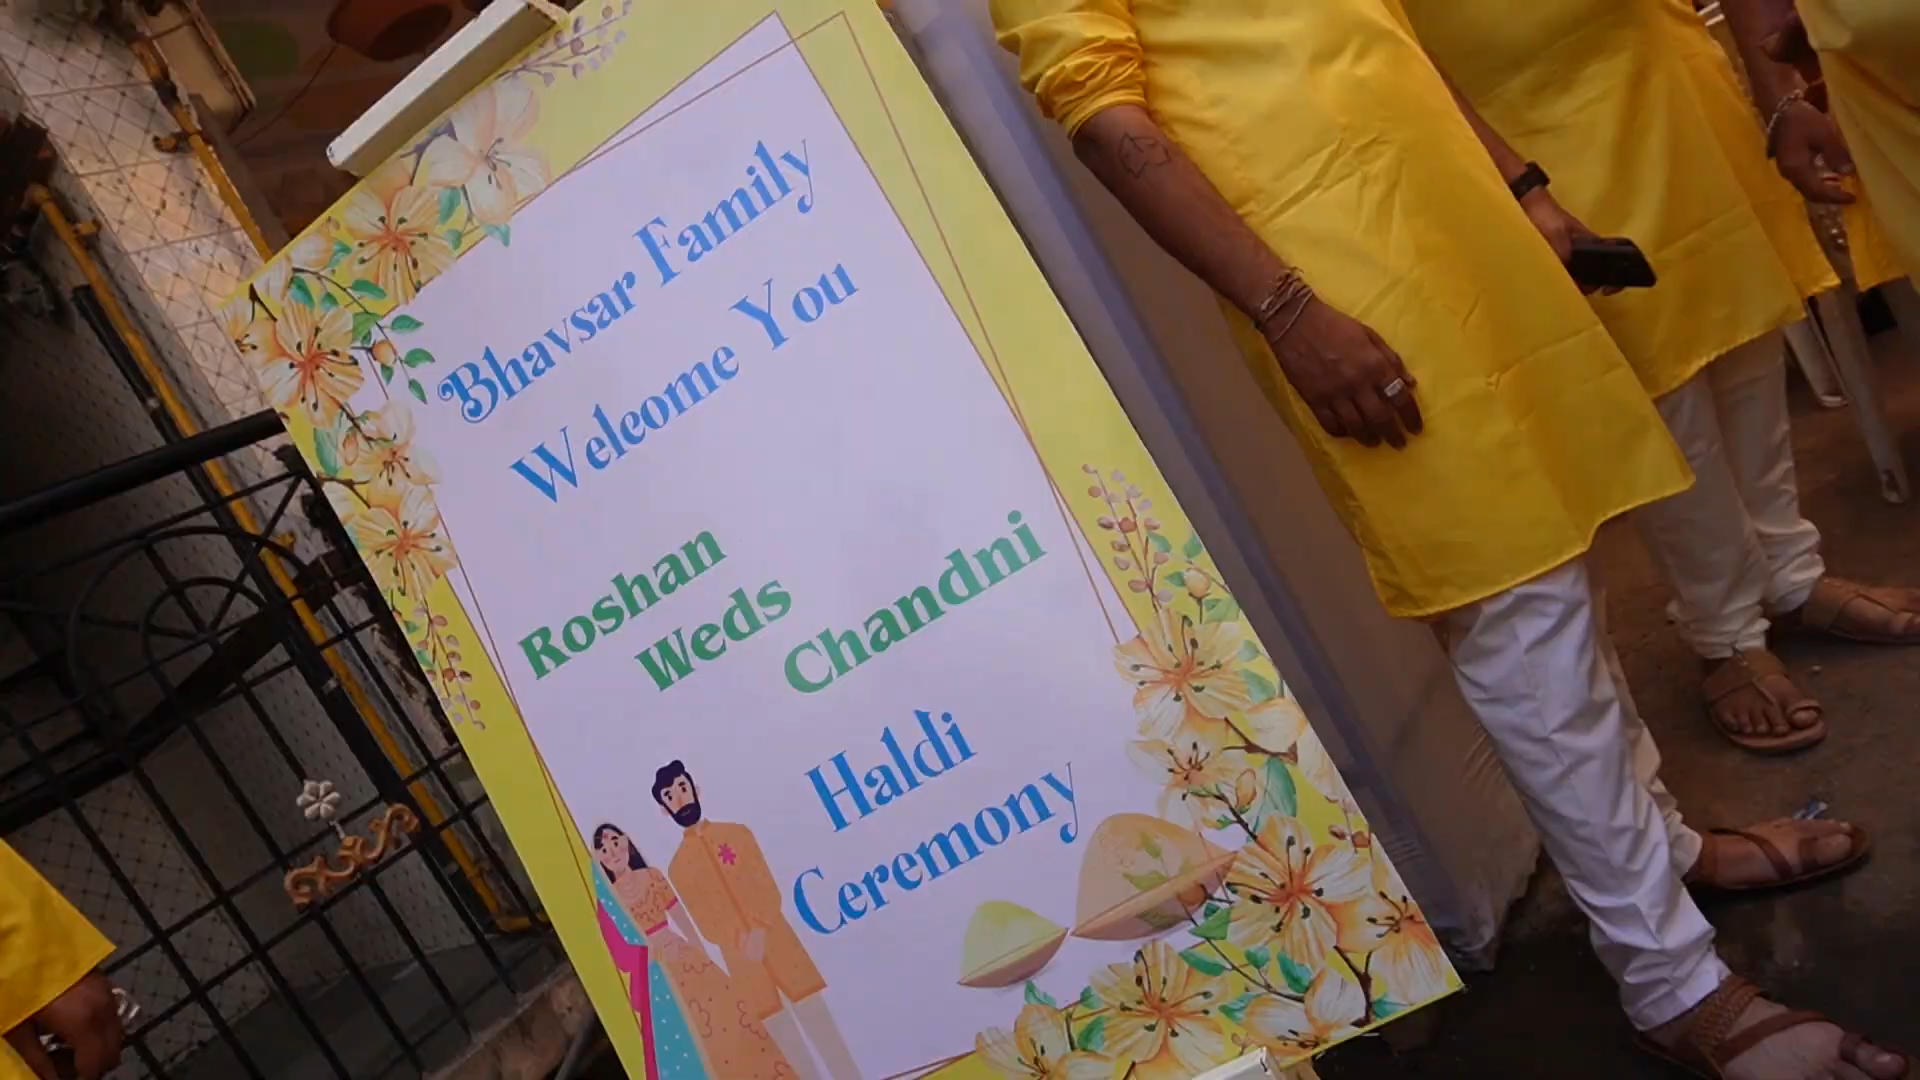 Bhavsar Family
Welcome You
Roshan
Weds
Chandni
Haldi
Ceremony